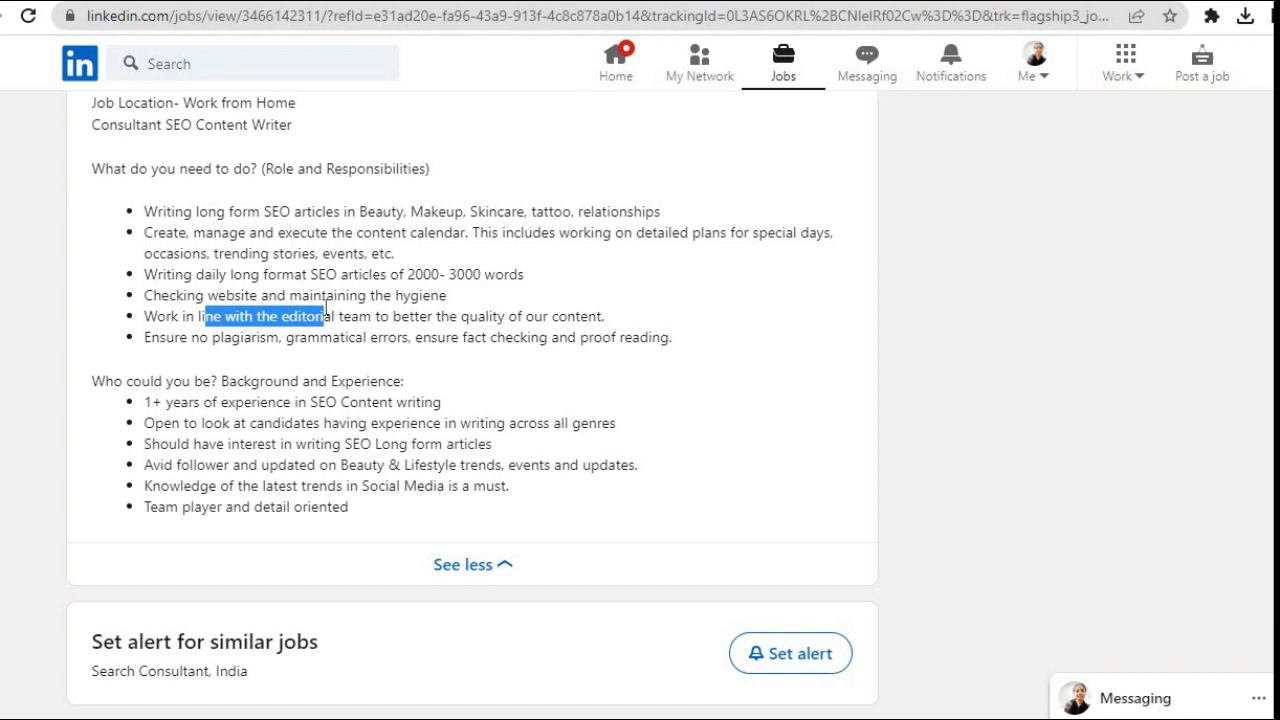 linkedin.com/jobs/view/3466142311/?refId=e31ad20e-fa96-43a9-913f-4c8c878a0b14&trackingId=0L3AS6OKRL%2BCNIeIRf02Cw%3D%3D&trk=flagship3_jo...
in
Search
Home
My Network
Jobs
Messaging
Notifications
Me
Work
Post a job
Job Location- Work from Home
Consultant SEO Content Writer
What do you need to do? (Role and Responsibilities)
• Writing long form SEO articles in Beauty, Makeup, Skincare, tattoo, relationships
• Create, manage and execute the content calendar. This includes working on detailed plans for special days,
occasions, trending stories, events, etc.
• Writing daily long format SEO articles of 2000- 3000 words
• Checking website and maintaining the hygiene
• Work in line with the editorial team to better the quality of our content.
• Ensure no plagiarism, grammatical errors, ensure fact checking and proof reading.
Who could you be? Background and Experience:
• 1+ years of experience in SEO Content writing
• Open to look at candidates having experience in writing across all genres
• Should have interest in writing SEO Long form articles
• Avid follower and updated on Beauty & Lifestyle trends, events and updates.
• Knowledge of the latest trends in Social Media is a must.
• Team player and detail oriented
See less
Set alert for similar jobs
Search Consultant, India
Set alert
Messaging